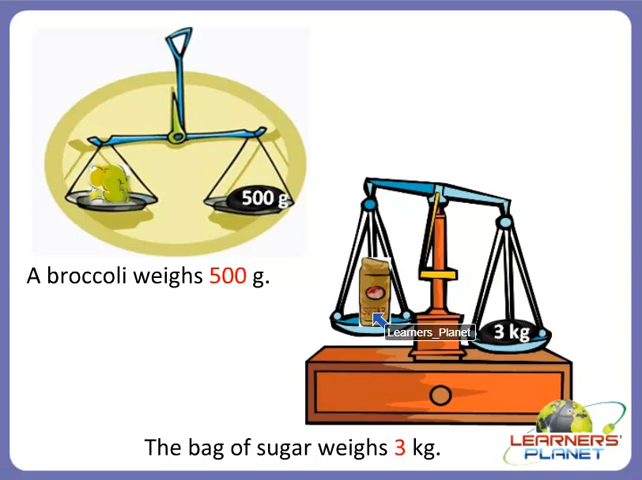 500 g
A broccoli weighs 500 g.
3 kg
Learners_Planet
The bag of sugar weighs 3 kg.
LEARNERS'
PLANET